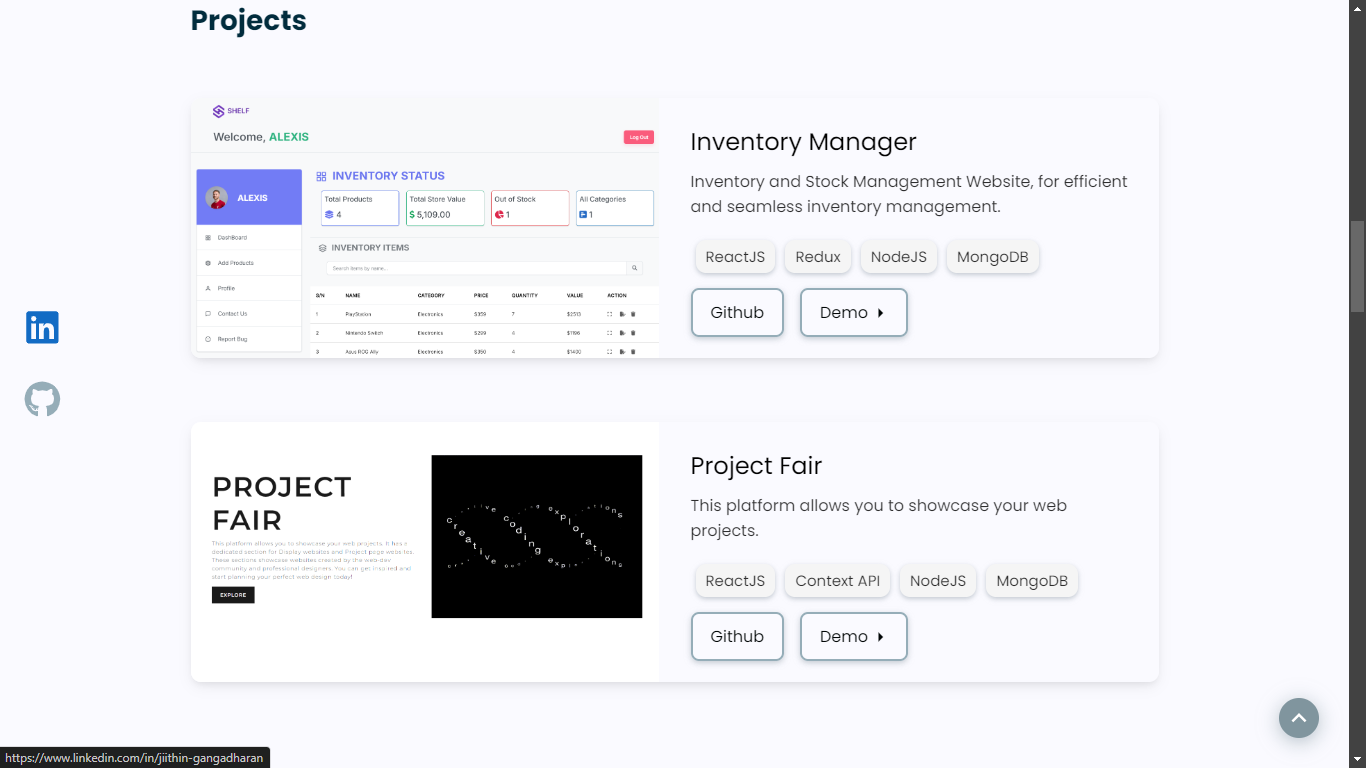 Projects
SHELF
Welcome, ALEXIS
Log Out
ALEXIS
DashBoard
Add Products
Profile
Contact Us
Report Bug
INVENTORY STATUS
Total Products
4
Total Store Value
$ 5,109.00
Out of Stock
1
All Categories
1
INVENTORY ITEMS
Search items by name...
S/N NAME CATEGORY PRICE QUANTITY VALUE ACTION
1 PlayStation Electronics $359 7 $2513
2 Nintendo Switch Electronics $299 4 $1196
3 Asus ROG Ally Electronics $350 4 $1400
Inventory Manager
Inventory and Stock Management Website, for efficient
and seamless inventory management.
ReactJS Redux NodeJS MongoDB
Github Demo
in
PROJECT
FAIR
This platform allows you to showcase your web projects. It has a
dedicated section for Display websites and Project page websites.
These sections showcase websites created by the web-dev
community and professional designers. You can get inspired and
start planning your perfect web design today!
EXPLORE
creative coding explorations
Project Fair
This platform allows you to showcase your web
projects.
ReactJS Context API NodeJS MongoDB
Github Demo
https://www.linkedin.com/in/jiithin-gangadharan